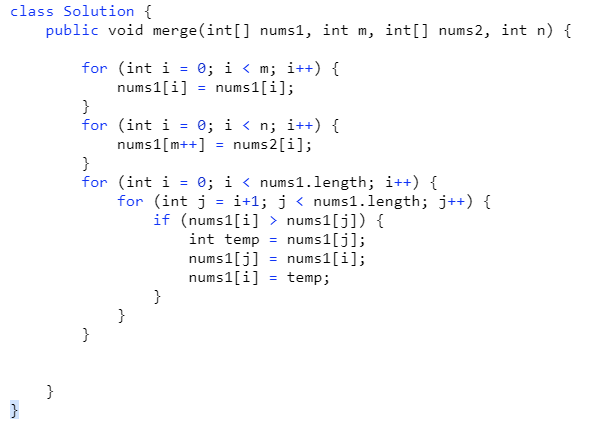 class Solution {
    public void merge(int[] nums1, int m, int[] nums2, int n) {
        for (int i = 0; i < m; i++) {
            nums1[i] = nums1[i];
        }
        for (int i = 0; i < n; i++) {
            nums1[m++] = nums2[i];
        }
        for (int i = 0; i < nums1.length; i++) {
            for (int j = i+1; j < nums1.length; j++) {
                if (nums1[i] > nums1[j]) {
                    int temp = nums1[j];
                    nums1[j] = nums1[i];
                    nums1[i] = temp;
                }
            }
        }
    }
}